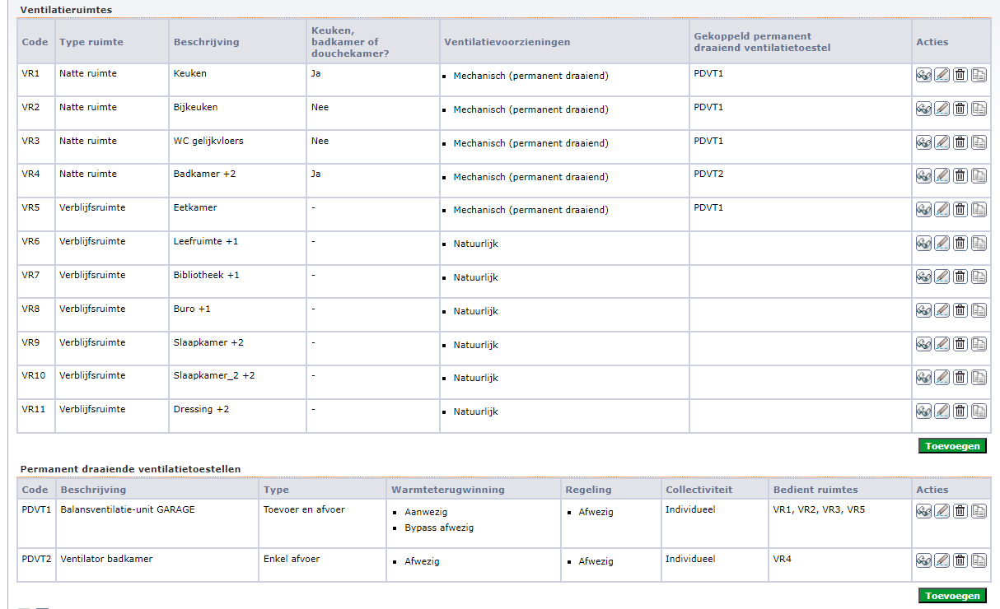 Ventilatieruimtes
Code Type ruimte Beschrijving Keuken, badkamer of douchekamer? Ventilatievoorzieningen Gekoppeld permanent draaiend ventilatietoestel Acties
VR1 Natte ruimte Keuken Ja Mechanisch (permanent draaiend) PDVT1
VR2 Natte ruimte Bijkeuken Nee Mechanisch (permanent draaiend) PDVT1
VR3 Natte ruimte WC gelijkvloers Nee Mechanisch (permanent draaiend) PDVT1
VR4 Natte ruimte Badkamer +2 Ja Mechanisch (permanent draaiend) PDVT2
VR5 Verblijfsruimte Eetkamer - Mechanisch (permanent draaiend) PDVT1
VR6 Verblijfsruimte Leefruimte +1 - Natuurlijk
VR7 Verblijfsruimte Bibliotheek +1 - Natuurlijk
VR8 Verblijfsruimte Buro +1 - Natuurlijk
VR9 Verblijfsruimte Slaapkamer +2 - Natuurlijk
VR10 Verblijfsruimte Slaapkamer_2 +2 - Natuurlijk
VR11 Verblijfsruimte Dressing +2 - Natuurlijk
Toevoegen
Permanent draaiende ventilatietoestellen
Code Beschrijving Type Warmteterugwinning Regeling Collectiviteit Bedient ruimtes Acties
PDVT1 Balansventilatie-unit GARAGE Toevoer en afvoer Aanwezig Afwezig Individueel VR1, VR2, VR3, VR5
Bypass afwezig
PDVT2 Ventilator badkamer Enkel afvoer Afwezig Afwezig Individueel VR4
Toevoegen